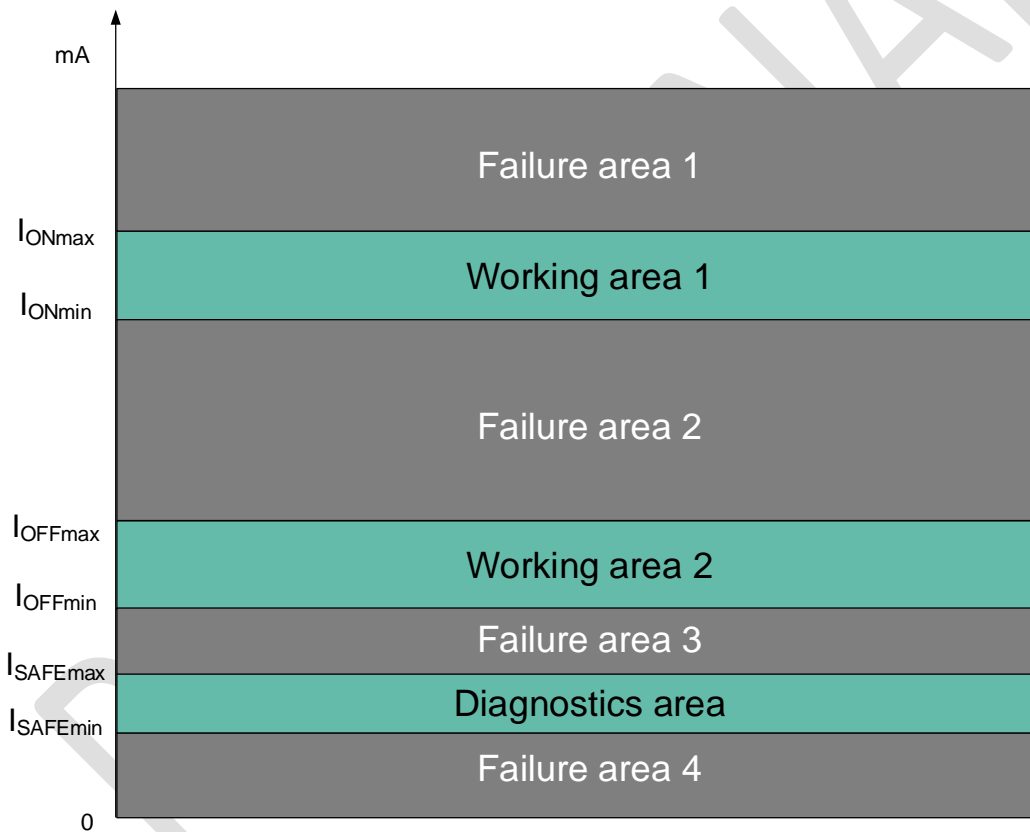 mA
Failure area 1
IONmax
Working area 1
IONmin
Failure area 2
IOFFmax
Working area 2
IOFFmin
Failure area 3
ISAFEmax
Diagnostics area
ISAFEmin
Failure area 4
0